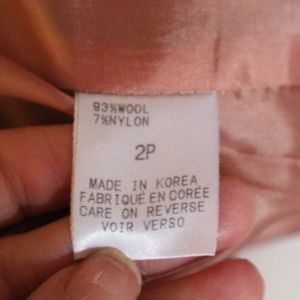 93%WOOL
7%NYLON
2P
MADE IN KOREA
FABRIQUÉ EN CORÉE
CARE ON REVERSE
VOIR VERSO